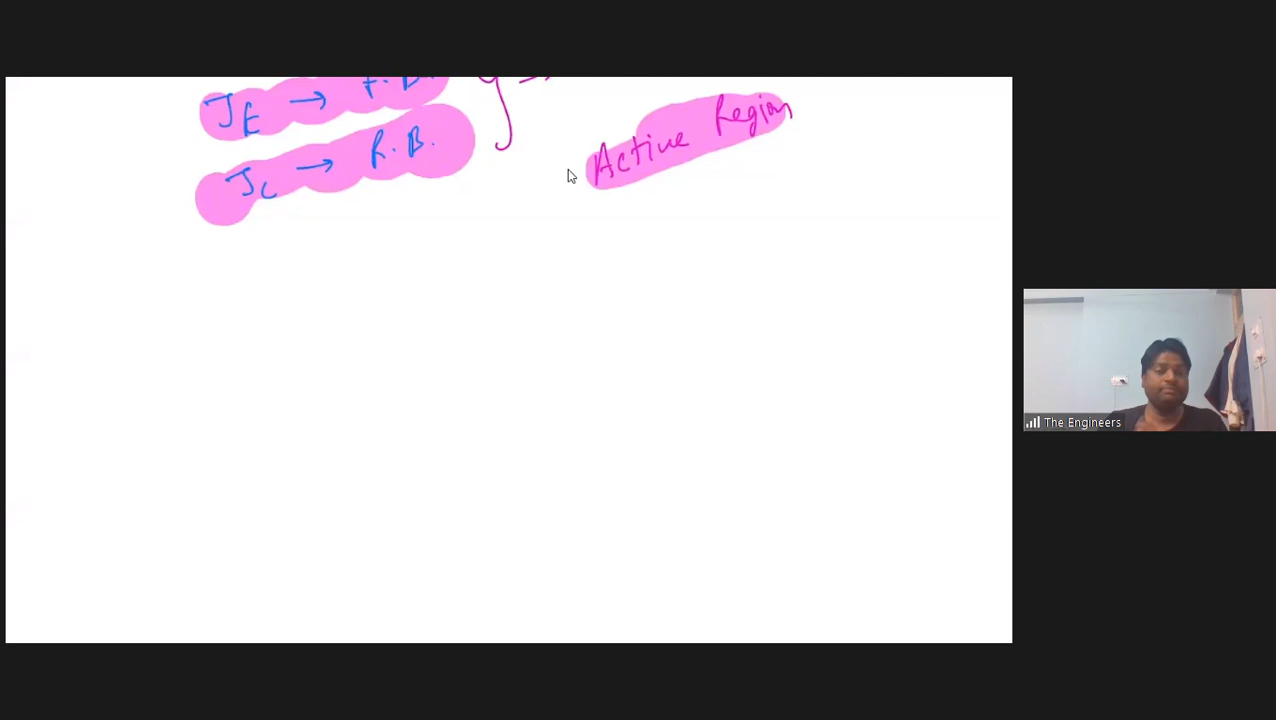 J_E → F.B.
J_C → R.B.
Active Region
The Engineers